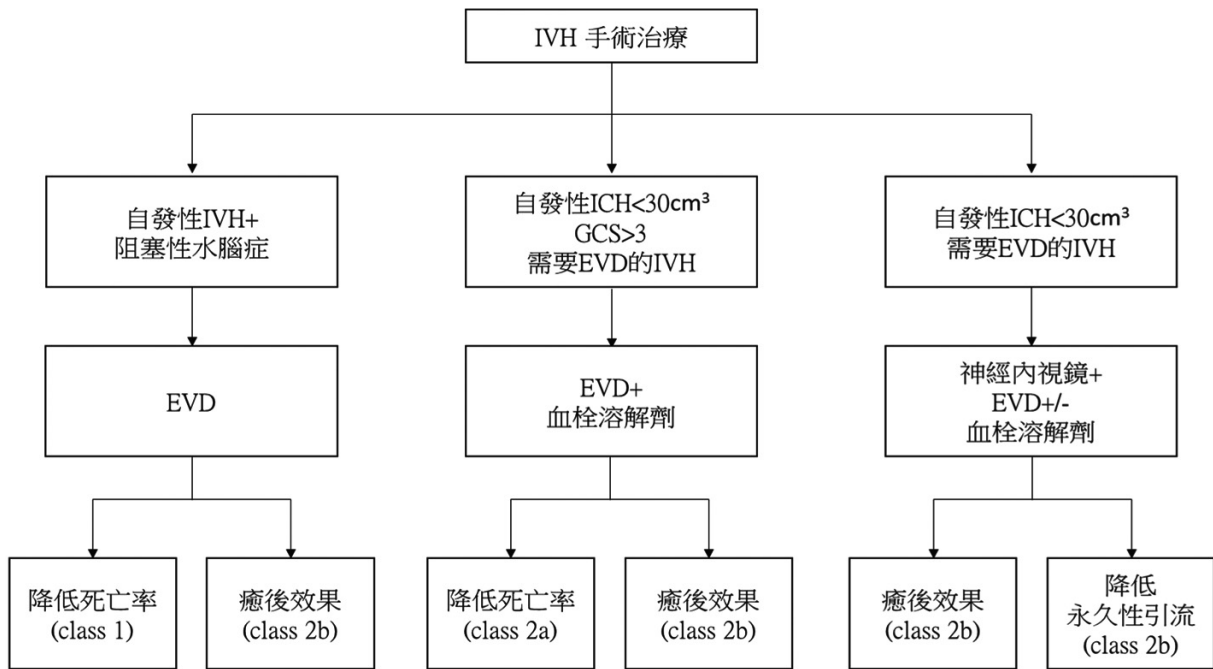 IVH 手術治療
自發性IVH+
阻塞性水腦症
自發性ICH<30cm³
GCS>3
需要EVD的IVH
自發性ICH<30cm³
需要EVD的IVH
EVD
EVD+
血栓溶解劑
神經內視鏡+
EVD+/-
血栓溶解劑
降低死亡率
(class 1)
癒後效果
(class 2b)
降低死亡率
(class 2a)
癒後效果
(class 2b)
癒後效果
(class 2b)
降低
永久性引流
(class 2b)